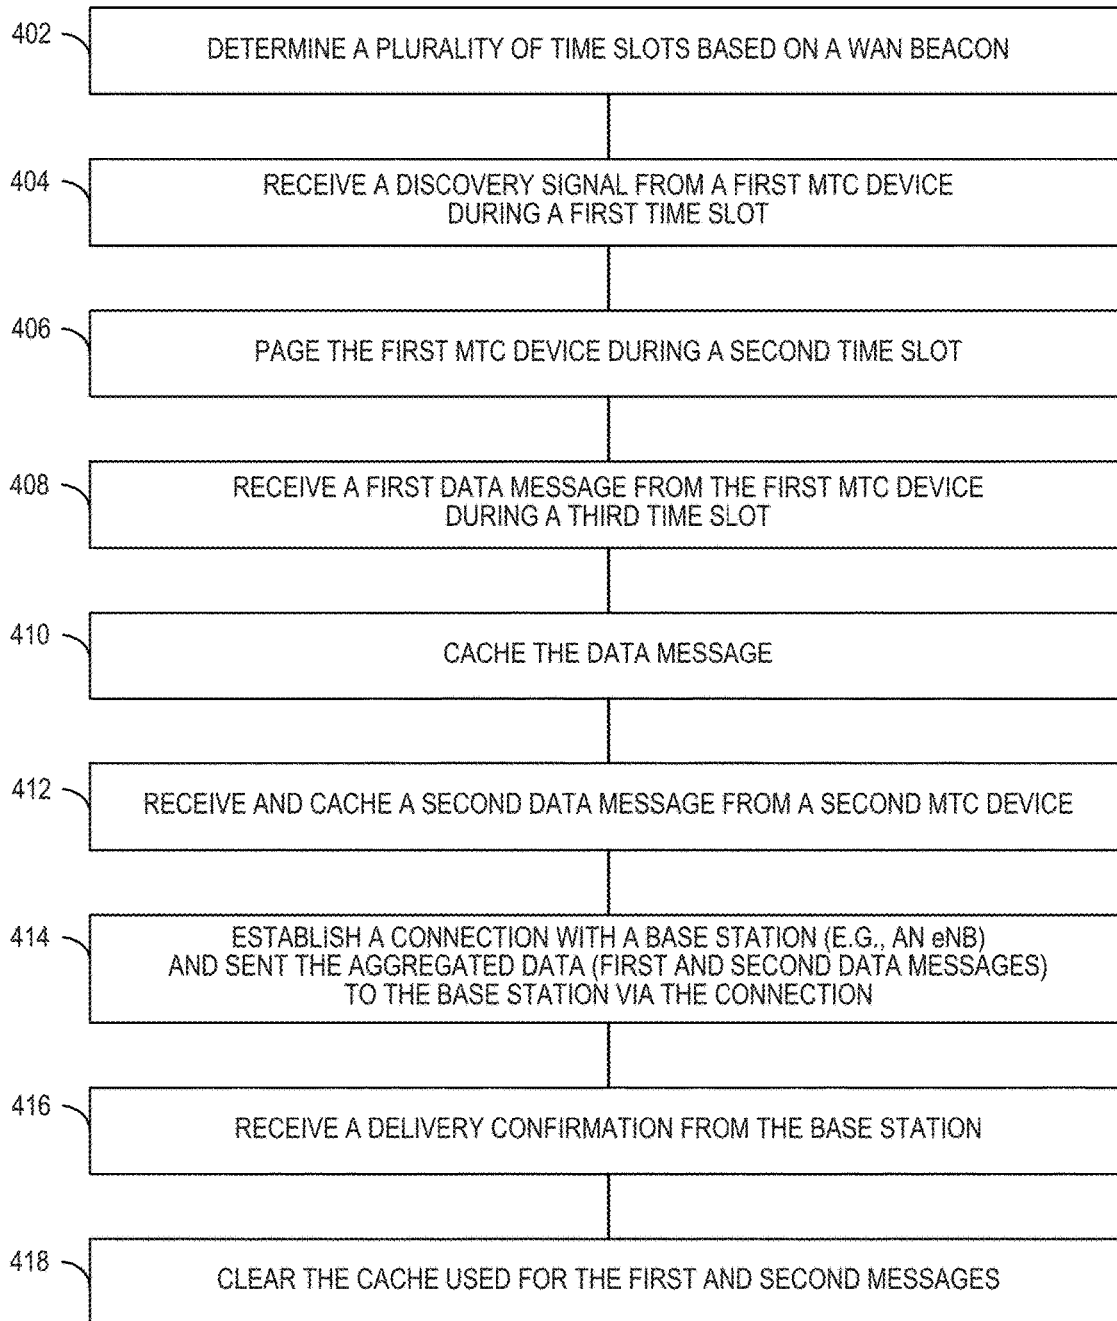 402
DETERMINE A PLURALITY OF TIME SLOTS BASED ON A WAN BEACON
404
RECEIVE A DISCOVERY SIGNAL FROM A FIRST MTC DEVICE
DURING A FIRST TIME SLOT
406
PAGE THE FIRST MTC DEVICE DURING A SECOND TIME SLOT
408
RECEIVE A FIRST DATA MESSAGE FROM THE FIRST MTC DEVICE
DURING A THIRD TIME SLOT
410
CACHE THE DATA MESSAGE
412
RECEIVE AND CACHE A SECOND DATA MESSAGE FROM A SECOND MTC DEVICE
414
ESTABLISH A CONNECTION WITH A BASE STATION (E.G., AN eNB)
AND SENT THE AGGREGATED DATA (FIRST AND SECOND DATA MESSAGES)
TO THE BASE STATION VIA THE CONNECTION
416
RECEIVE A DELIVERY CONFIRMATION FROM THE BASE STATION
418
CLEAR THE CACHE USED FOR THE FIRST AND SECOND MESSAGES